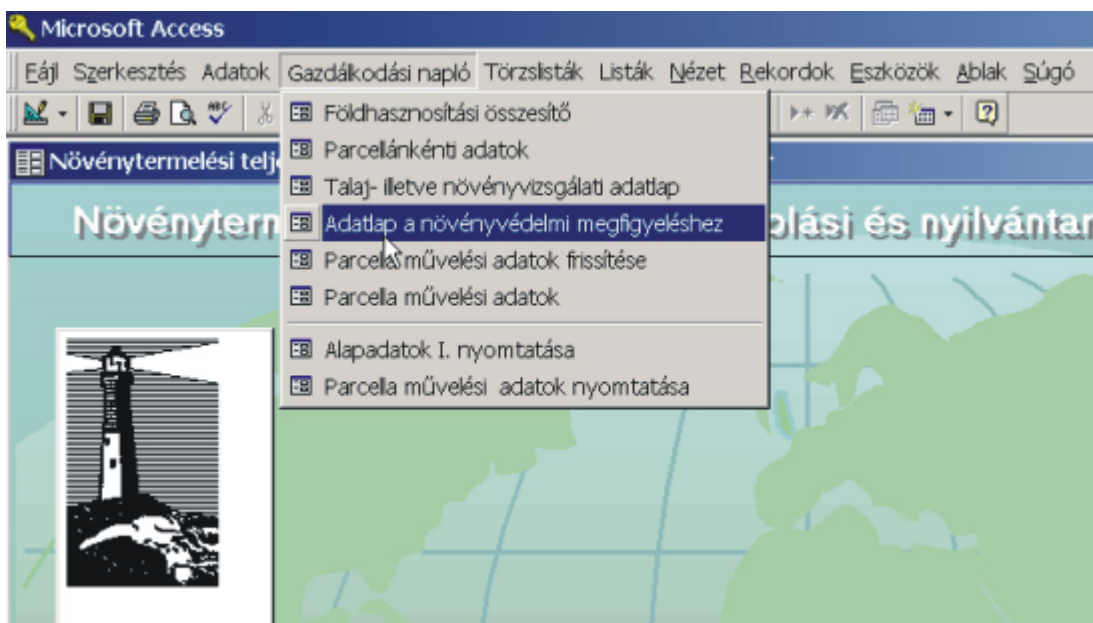 Microsoft Access
Fájl Szerkesztés Adatok Gazdálkodási napló Törzslisták Listák Nézet Rekordok Eszközök Ablak Súgó
Földhasznosítási összesítő
Parcellánkénti adatok
Növénytermelési telj
Talaj- illetve növényvizsgálati adatlap
Növényterm
Adatlap a növényvédelmi megfigyeléshez
olási és nyilvántar
Parcella művelési adatok frissítése
Parcella művelési adatok
Alapadatok I. nyomtatása
Parcella művelési adatok nyomtatása